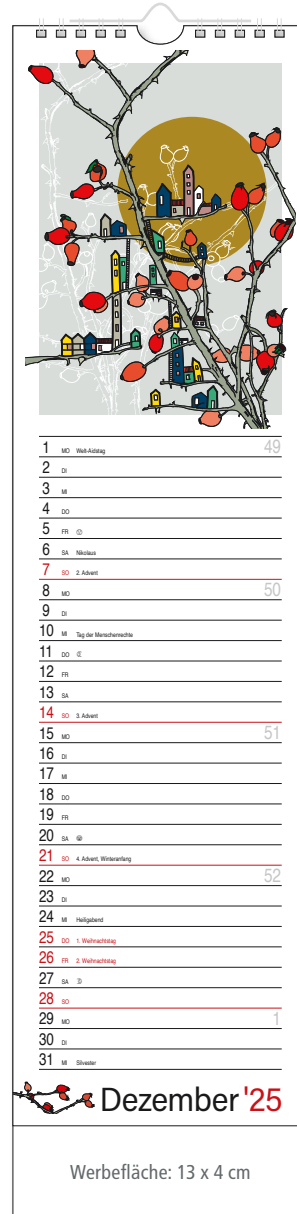 1 MO Welt-Aidstag 49
2 DI
3 MI
4 DO
5 FR
6 SA Nikolaus
7 SO 2. Advent
8 MO 50
9 DI
10 MI Tag der Menschenrechte
11 DO
12 FR
13 SA
14 SO 3. Advent
15 MO 51
16 DI
17 MI
18 DO
19 FR
20 SA
21 SO 4. Advent, Winteranfang
22 MO 52
23 DI
24 MI Heiligabend
25 DO 1. Weihnachtstag
26 FR 2. Weihnachtstag
27 SA
28 SO
29 MO 1
30 DI
31 MI Silvester
Dezember '25
Werbefläche: 13 x 4 cm